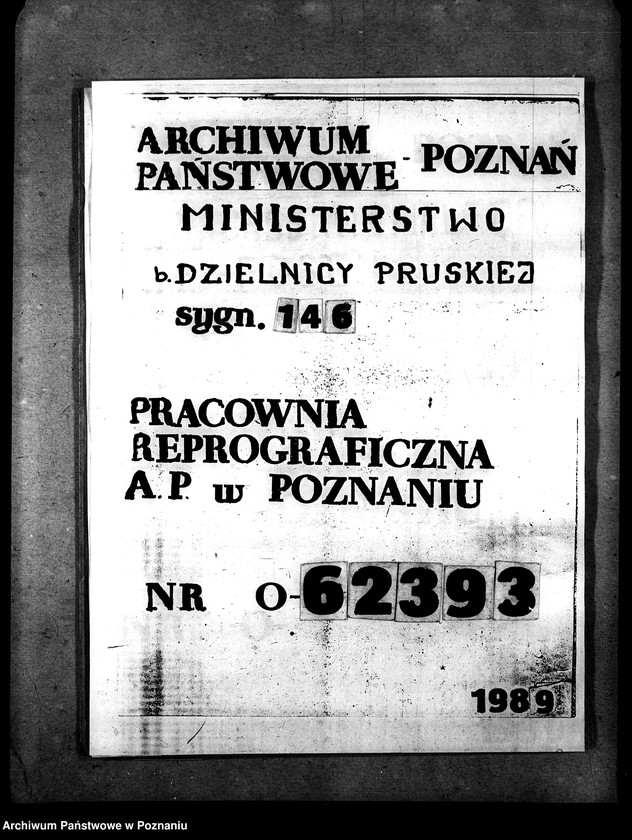 ARCHIWUM
PAŃSTWOWE - POZNAŃ
MINISTERSTWO
b. DZIELNICY PRUSKIEJ
sygn. 146
PRACOWNIA
REPROGRAFICZNA
A. P. w POZNANIU
NR O-62393
1989
Archiwum Państwowe w Poznaniu